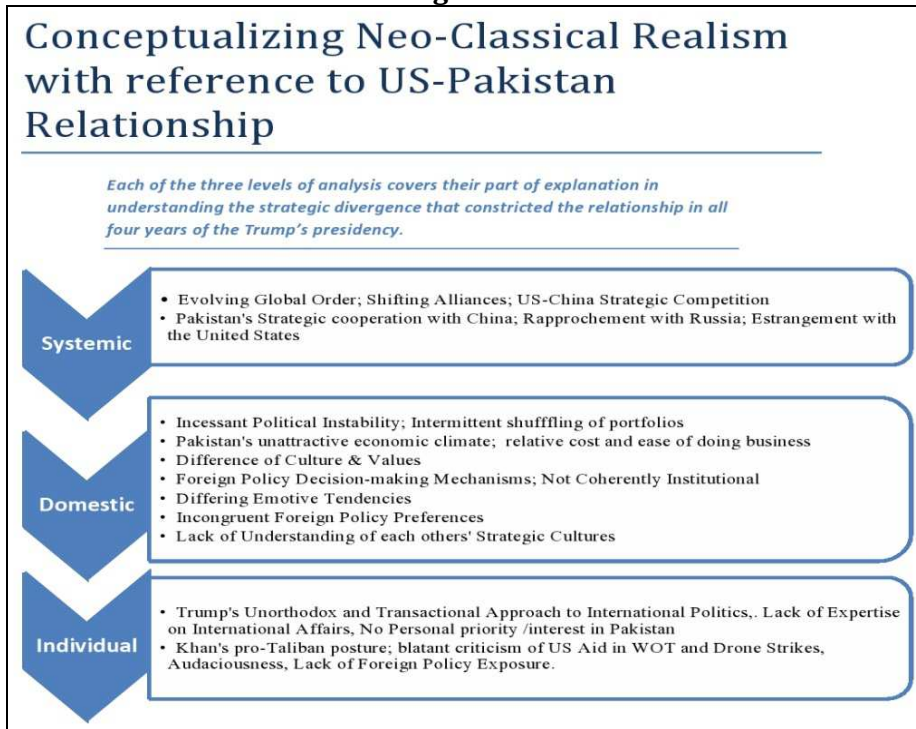 Conceptualizing Neo-Classical Realism
with reference to US-Pakistan
Relationship
Each of the three levels of analysis covers their part of explanation in
understanding the strategic divergence that constricted the relationship in all
four years of the Trump's presidency.
Systemic
• Evolving Global Order; Shifting Alliances; US-China Strategic Competition
• Pakistan's Strategic cooperation with China; Rapprochement with Russia; Estrangement with
the United States
Domestic
• Incessant Political Instability; Intermittent shufffling of portfolios
• Pakistan's unattractive economic climate; relative cost and ease of doing business
• Difference of Culture & Values
• Foreign Policy Decision-making Mechanisms; Not Coherently Institutional
• Differing Emotive Tendencies
• Incongruent Foreign Policy Preferences
• Lack of Understanding of each others' Strategic Cultures
Individual
• Trump's Unorthodox and Transactional Approach to International Politics,. Lack of Expertise
on International Affairs, No Personal priority /interest in Pakistan
• Khan's pro-Taliban posture; blatant criticism of US Aid in WOT and Drone Strikes,
Audaciousness, Lack of Foreign Policy Exposure.